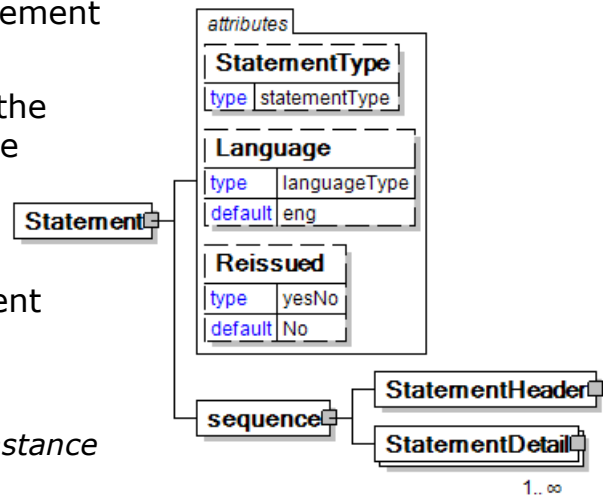 ement
the
e
ent
stance
attributes
StatementType
type statementType
Language
type languageType
default eng
Reissued
type yesNo
default No
Statement
sequence
StatementHeader
StatementDetail
1.. ∞